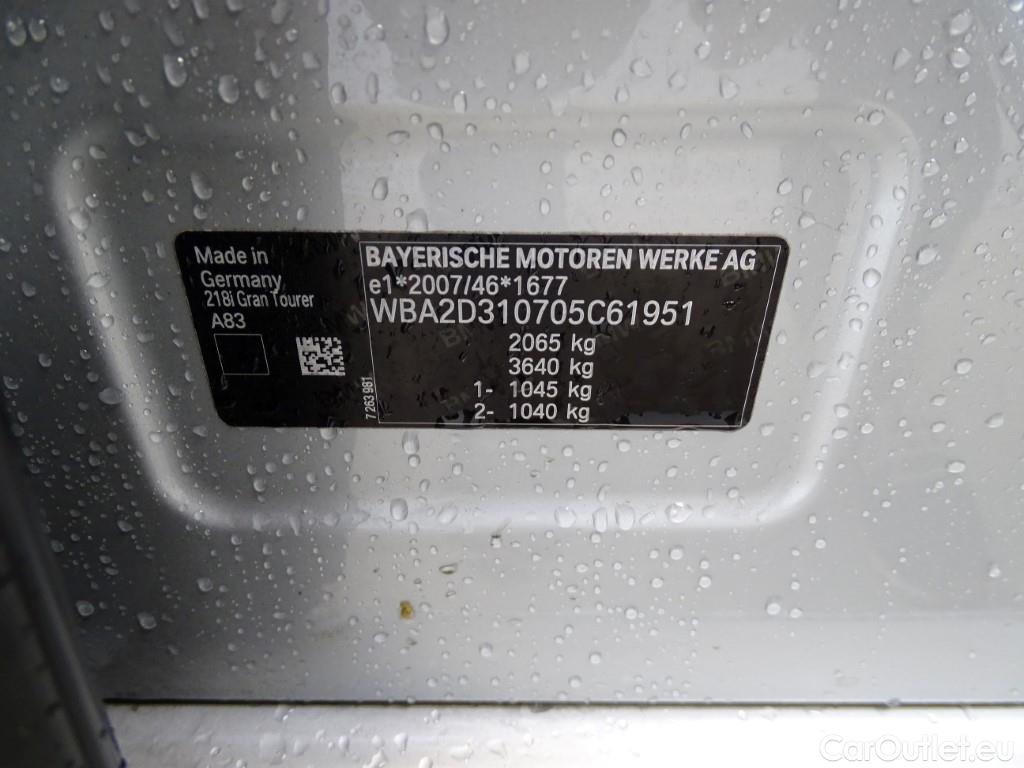 Made in
Germany
218i Gran Tourer
A83
BAYERISCHE MOTOREN WERKE AG
e1*2007/46*1677
WBA2D310705C61951
2065 kg
3640 kg
1- 1045 kg
2- 1040 kg
7 263 981
CarOutlet.eu